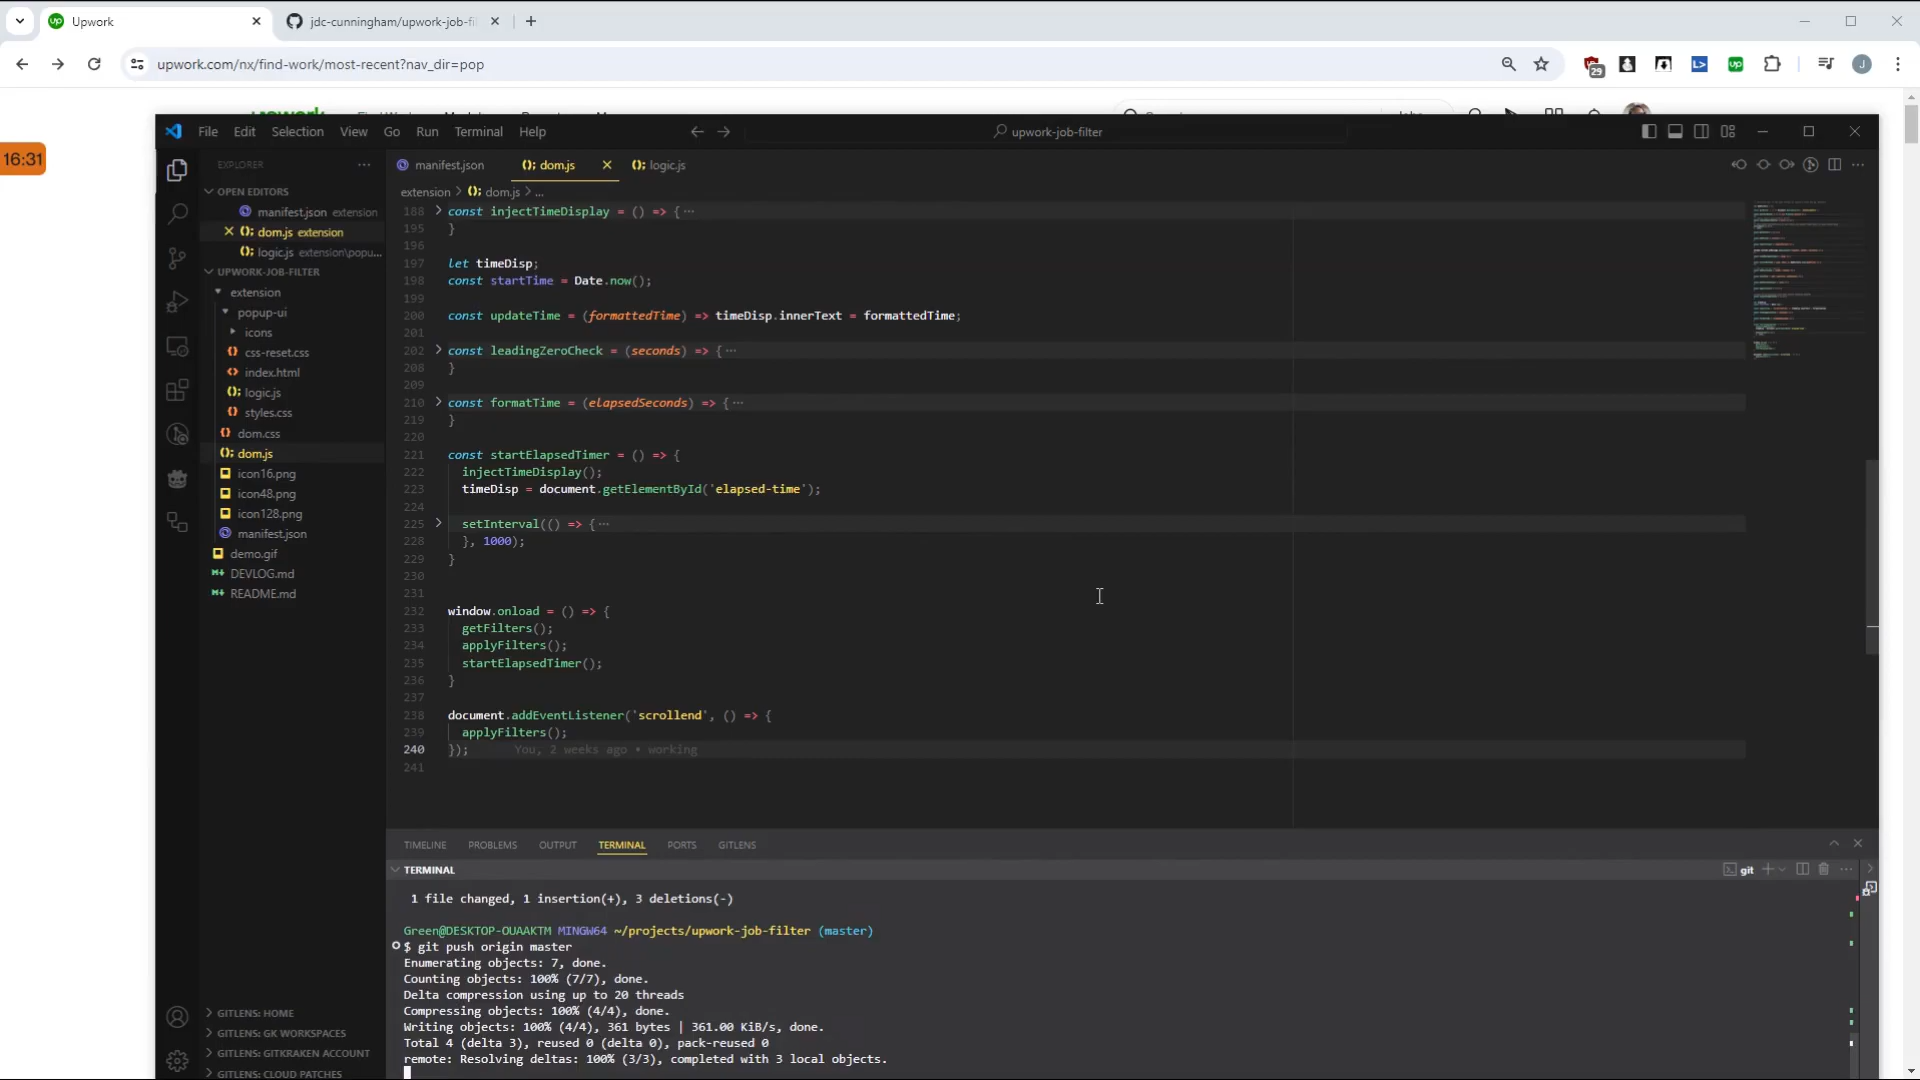 Upwork
jdc-cunningham/upwork-job-fi
upwork.com/nx/find-work/most-recent?nav_dir=pop
29
L>
up
J
16:31
File Edit Selection View Go Run Terminal Help
upwork-job-filter
EXPLORER
OPEN EDITORS
manifest.json extension
dom.js extension
logic.js extension\popu...
UPWORK-JOB-FILTER
extension
popup-ui
icons
css-reset.css
index.html
logic.js
styles.css
dom.css
dom.js
icon16.png
icon48.png
icon128.png
manifest.json
demo.gif
DEVLOG.md
README.md
GITLENS: HOME
GITLENS: GK WORKSPACES
GITLENS: GITKRAKEN ACCOUNT
GITLENS: CLOUD PATCHES
manifest.json dom.js logic.js
extension > dom.js > ...
188 const injectTimeDisplay = () => { ...
195 }
196
197 let timeDisp;
198 const startTime = Date.now();
199
200 const updateTime = (formattedTime) => timeDisp.innerText = formattedTime;
201
202 const leadingZeroCheck = (seconds) => { ...
208 }
209
210 const formatTime = (elapsedSeconds) => { ...
219 }
220
221 const startElapsedTimer = () => {
222 injectTimeDisplay();
223 timeDisp = document.getElementById('elapsed-time');
224
225 setInterval(() => { ...
228 }, 1000);
229 }
230
231
232 window.onload = () => {
233 getFilters();
234 applyFilters();
235 startElapsedTimer();
236 }
237
238 document.addEventListener('scrollend', () => {
239 applyFilters();
240 }); You, 2 weeks ago • working
241
TIMELINE PROBLEMS OUTPUT TERMINAL PORTS GITLENS
TERMINAL
git
1 file changed, 1 insertion(+), 3 deletions(-)
Green@DESKTOP-OUAAKTM MINGW64 ~/projects/upwork-job-filter (master)
$ git push origin master
Enumerating objects: 7, done.
Counting objects: 100% (7/7), done.
Delta compression using up to 20 threads
Compressing objects: 100% (4/4), done.
Writing objects: 100% (4/4), 361 bytes | 361.00 KiB/s, done.
Total 4 (delta 3), reused 0 (delta 0), pack-reused 0
remote: Resolving deltas: 100% (3/3), completed with 3 local objects.